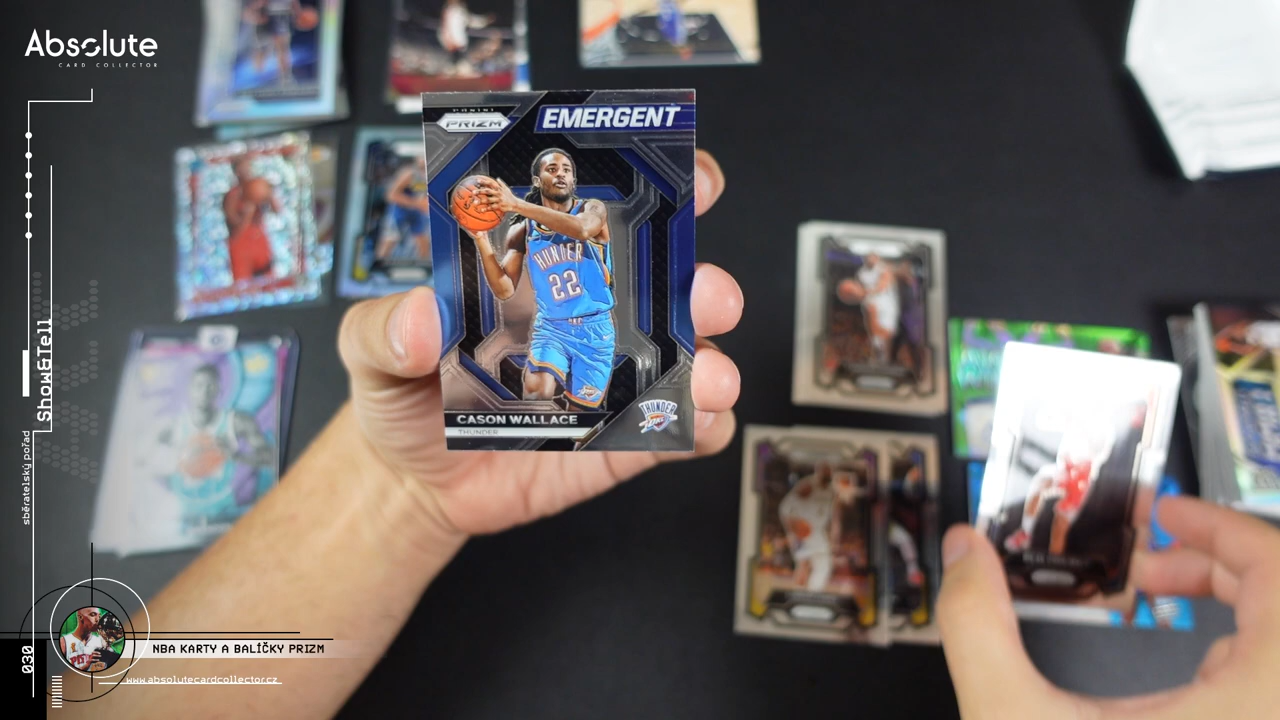 Absolute
CARD COLLECTOR
PANINI
PRIZM
EMERGENT
THUNDER
22
CASON WALLACE
THUNDER
THUNDER
Show&Tell
sběratelský pořad
030
NBA KARTY A BALÍČKY PRIZM
www.absolutecardcollector.cz